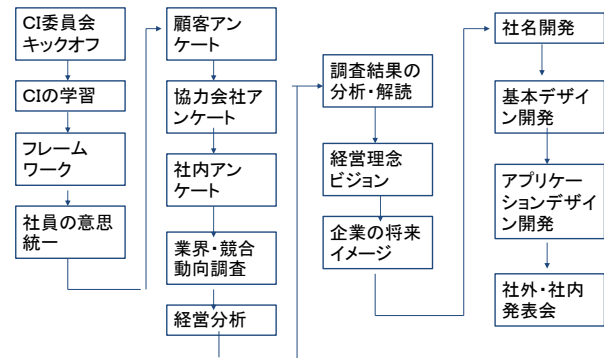 CI委員会
キックオフ
CIの学習
フレーム
ワーク
社員の意思
統一
顧客アン
ケート
協力会社ア
ンケート
社内アン
ケート
業界・競合
動向調査
経営分析
調査結果の
分析・解読
経営理念
ビジョン
企業の将来
イメージ
社名開発
基本デザイ
ン開発
アプリケー
ションデザイ
ン開発
社外・社内
発表会